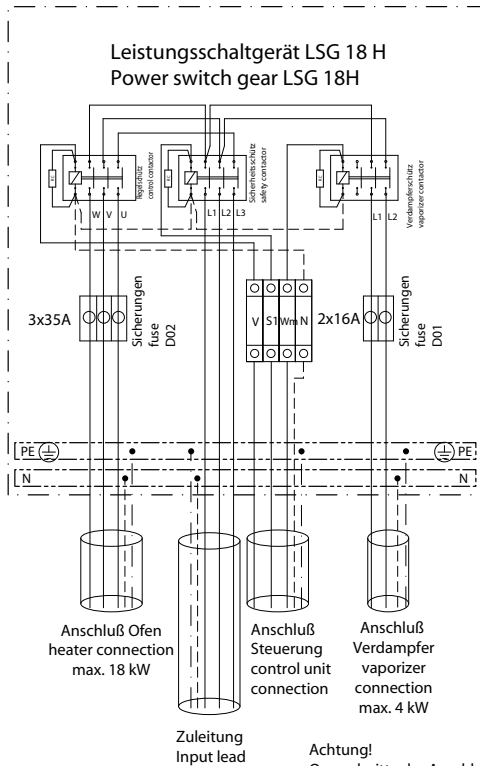 Leistungsschaltgerät LSG 18 H
Power switch gear LSG 18H
RC
Regelschütz
control contactor
RC
Sicherheitsschütz
safety contactor
RC
Verdampferschütz
vaporizer contactor
W V U
L1 L2 L3
L1 L2
3x35A
Sicherungen
fuse
D02
V S1 Wm N
2x16A
Sicherungen
fuse
D01
PE
PE
N
N
Anschluß Ofen
heater connection
max. 18 kW
Zuleitung
Input lead
Anschluß
Steuerung
control unit
connection
Anschluß
Verdampfer
vaporizer
connection
max. 4 kW
Achtung!